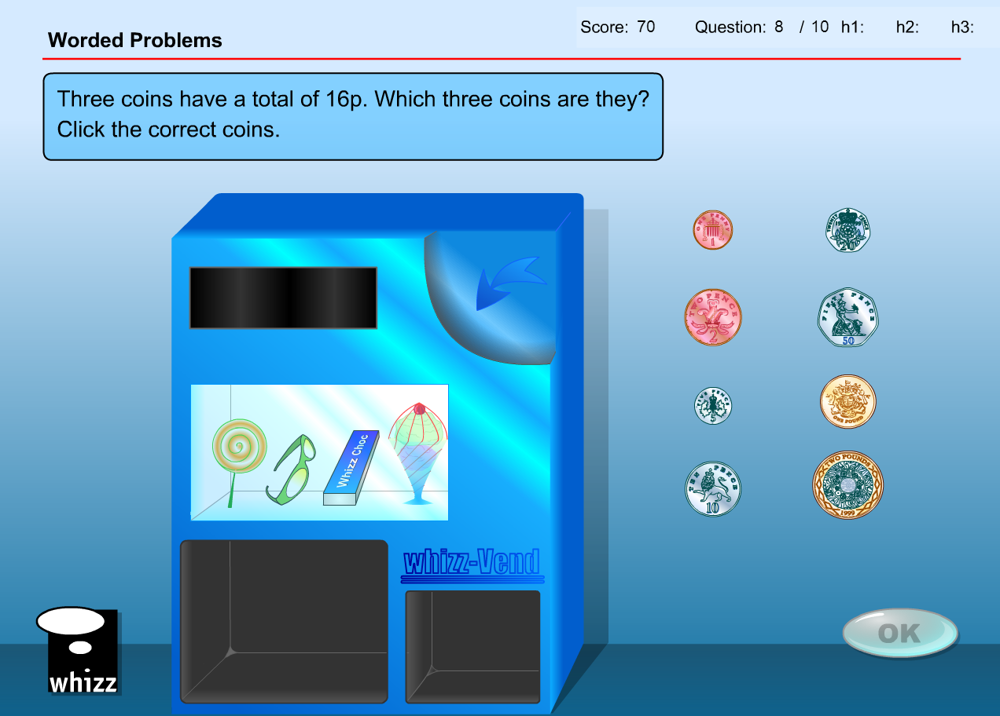 Score: 70 Question: 8 / 10 h1: h2: h3:
Worded Problems
Three coins have a total of 16p. Which three coins are they?
Click the correct coins.
ONE PENNY
1
TWENTY PENCE
20
TWO PENCE
2
FIFTY PENCE
50
FIVE PENCE
5
ONE POUND
TEN PENCE
10
TWO POUNDS
1999
Whizz Choc
whizz-Vend
OK
whizz